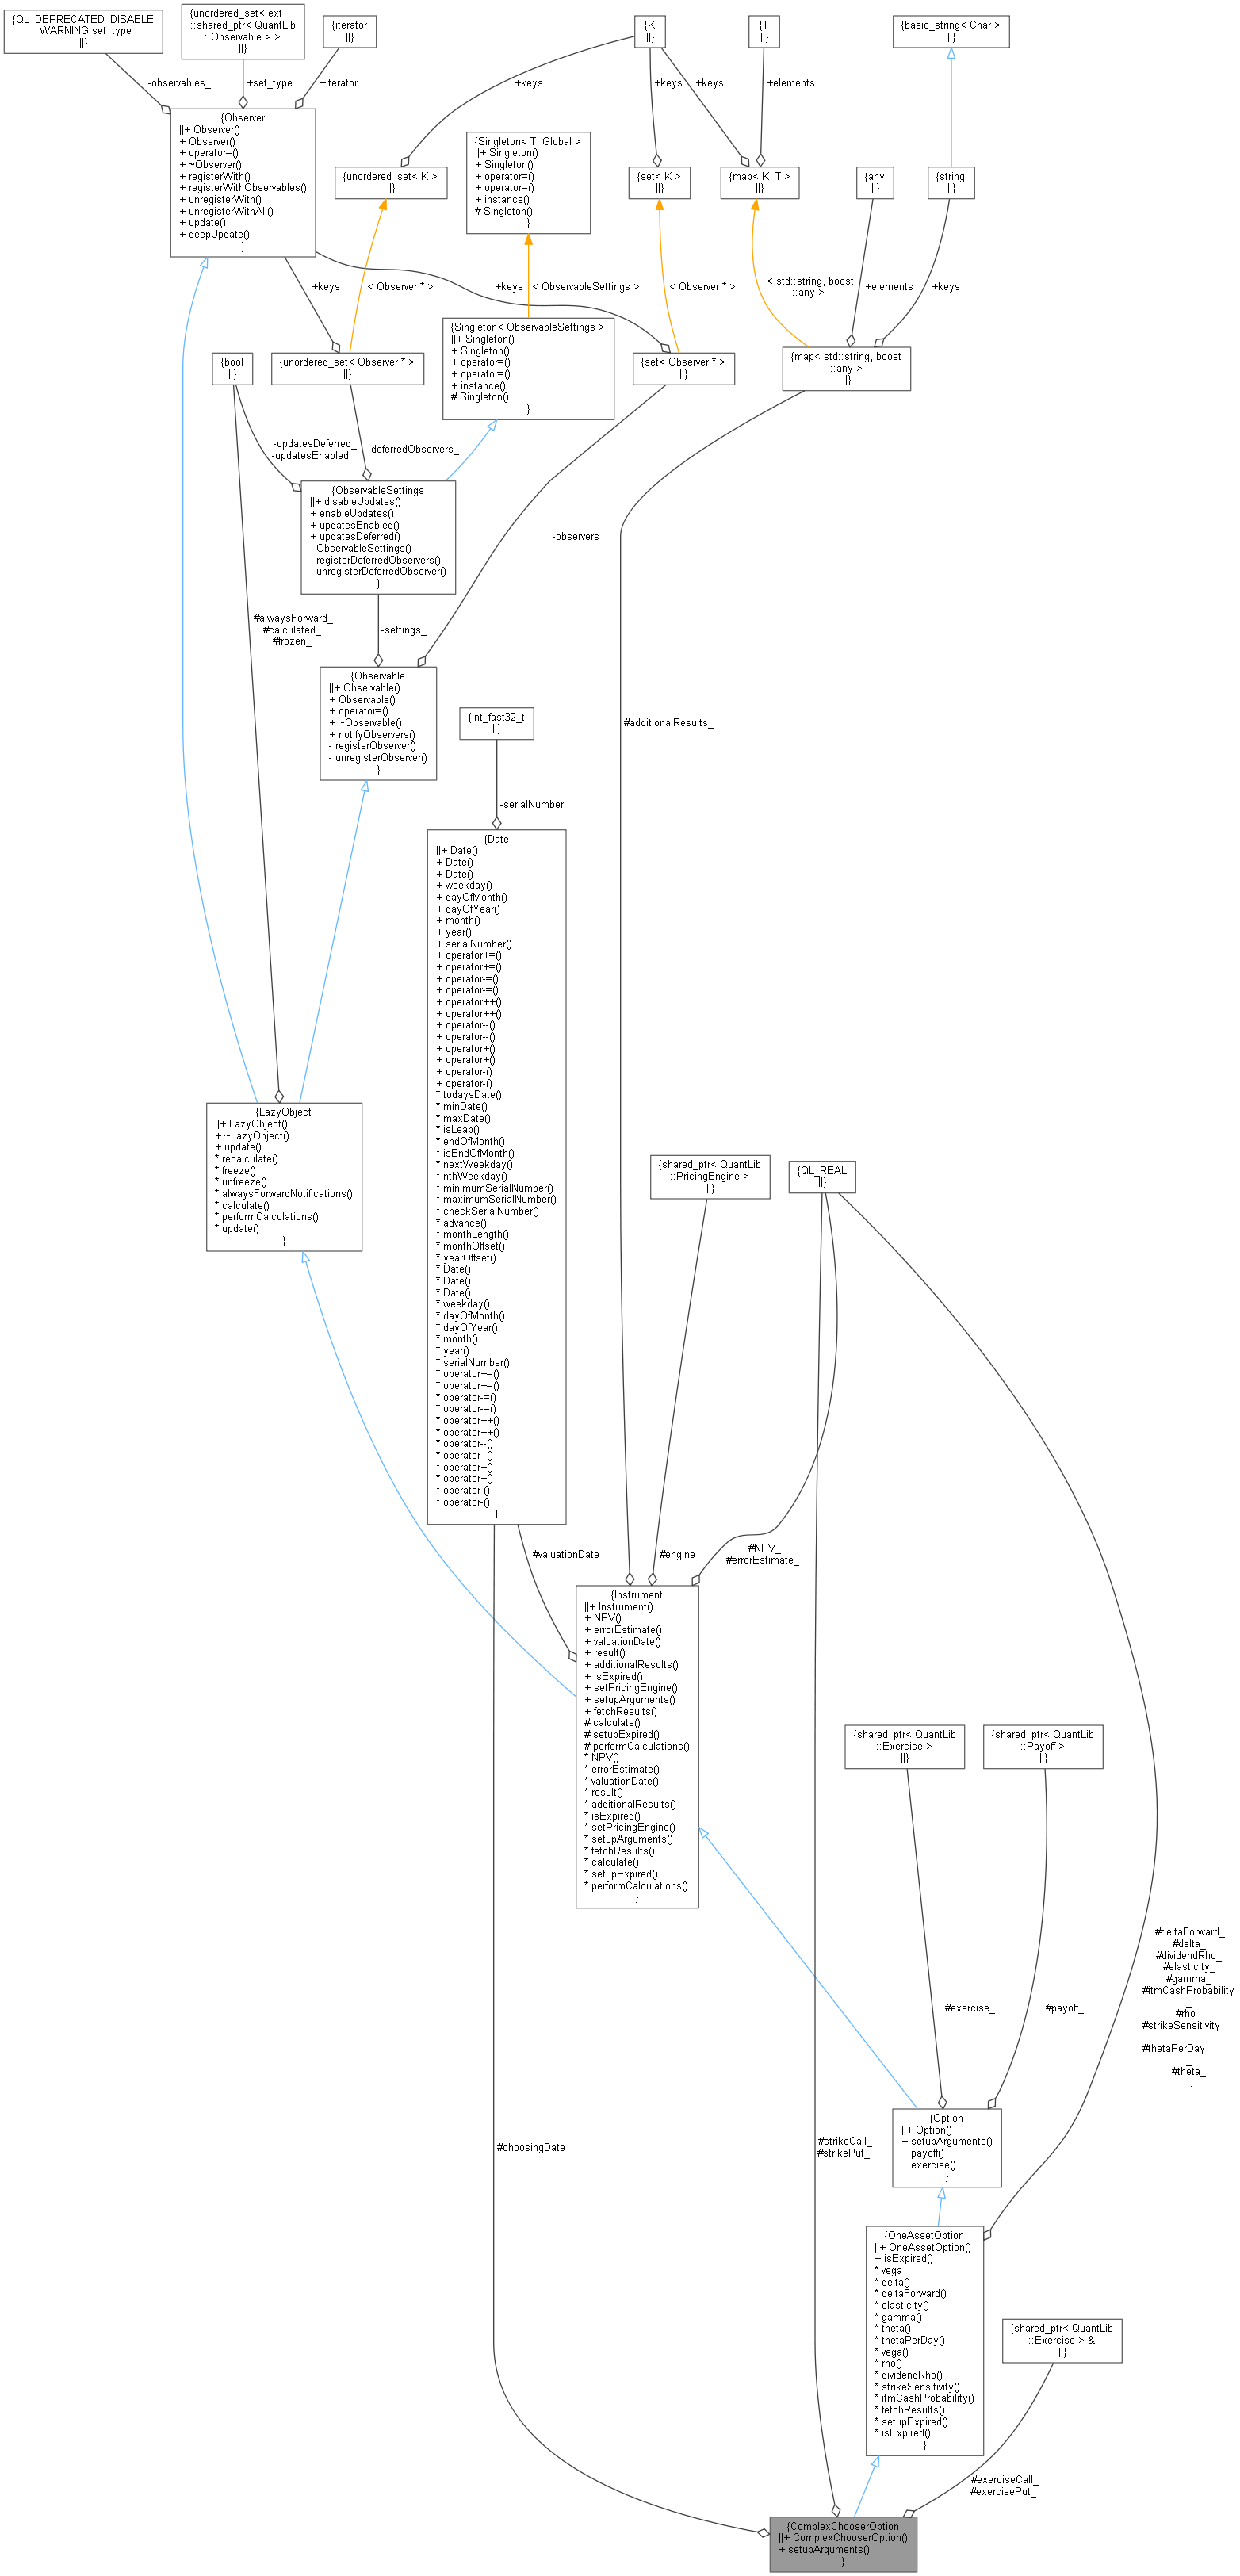 {QL_DEPRECATED_DISABLE
_WARNING set_type
||}
{unordered_set< ext
::shared_ptr< QuantLib
::Observable > >
||}
{iterator
||}
{K
||}
{T
||}
{basic_string< Char >
||}
-observables_
+set_type
+iterator
+keys
+keys
+keys
+elements
{Observer
||+ Observer()
+ Observer()
+ operator=()
+ ~Observer()
+ registerWith()
+ registerWithObservables()
+ unregisterWith()
+ unregisterWithAll()
+ update()
+ deepUpdate()
}
{unordered_set< K >
||}
{Singleton< T, Global >
||+ Singleton()
+ Singleton()
+ operator=()
+ operator=()
+ instance()
# Singleton()
}
{set< K >
||}
{map< K, T >
||}
{any
||}
{string
||}
+keys
< Observer * >
+keys
< ObservableSettings >
< Observer * >
< std::string, boost
::any >
+elements
+keys
{bool
||}
{unordered_set< Observer * >
||}
{Singleton< ObservableSettings >
||+ Singleton()
+ Singleton()
+ operator=()
+ operator=()
+ instance()
# Singleton()
}
{set< Observer * >
||}
{map< std::string, boost
::any >
||}
-updatesDeferred_
-updatesEnabled_
-deferredObservers_
{ObservableSettings
||+ disableUpdates()
+ enableUpdates()
+ updatesEnabled()
+ updatesDeferred()
- ObservableSettings()
- registerDeferredObservers()
- unregisterDeferredObserver()
}
-observers_
#alwaysForward_
#calculated_
#frozen_
-settings_
{Observable
||+ Observable()
+ Observable()
+ operator=()
+ ~Observable()
+ notifyObservers()
- registerObserver()
- unregisterObserver()
}
{int_fast32_t
||}
#additionalResults_
-serialNumber_
{Date
||+ Date()
+ Date()
+ Date()
+ weekday()
+ dayOfMonth()
+ dayOfYear()
+ month()
+ year()
+ serialNumber()
+ operator+=()
+ operator+=()
+ operator-=()
+ operator-=()
+ operator++()
+ operator++()
+ operator--()
+ operator--()
+ operator+()
+ operator+()
+ operator-()
+ operator-()
* todaysDate()
* minDate()
* maxDate()
* isLeap()
* endOfMonth()
* isEndOfMonth()
* nextWeekday()
* nthWeekday()
* minimumSerialNumber()
* maximumSerialNumber()
* checkSerialNumber()
* advance()
* monthLength()
* monthOffset()
* yearOffset()
* Date()
* Date()
* Date()
* weekday()
* dayOfMonth()
* dayOfYear()
* month()
* year()
* serialNumber()
* operator+=()
* operator+=()
* operator-=()
* operator-=()
* operator++()
* operator++()
* operator--()
* operator--()
* operator+()
* operator+()
* operator-()
* operator-()
}
{LazyObject
||+ LazyObject()
+ ~LazyObject()
+ update()
* recalculate()
* freeze()
* unfreeze()
* alwaysForwardNotifications()
* calculate()
* performCalculations()
* update()
}
{shared_ptr< QuantLib
::PricingEngine >
||}
{QL_REAL
||}
#valuationDate_
#engine_
#NPV_
#errorEstimate_
{Instrument
||+ Instrument()
+ NPV()
+ errorEstimate()
+ valuationDate()
+ result()
+ additionalResults()
+ isExpired()
+ setPricingEngine()
+ setupArguments()
+ fetchResults()
# calculate()
# setupExpired()
# performCalculations()
* NPV()
* errorEstimate()
* valuationDate()
* result()
* additionalResults()
* isExpired()
* setPricingEngine()
* setupArguments()
* fetchResults()
* calculate()
* setupExpired()
* performCalculations()
}
{shared_ptr< QuantLib
::Exercise >
||}
{shared_ptr< QuantLib
::Payoff >
||}
#exercise_
#payoff_
#deltaForward_
#delta_
#dividendRho_
#elasticity_
#gamma_
#itmCashProbability
_
#rho_
#strikeSensitivity
_
#thetaPerDay
_
#theta_
...
{Option
||+ Option()
+ setupArguments()
+ payoff()
+ exercise()
}
#choosingDate_
#strikeCall_
#strikePut_
{OneAssetOption
||+ OneAssetOption()
+ isExpired()
* vega_
* delta()
* deltaForward()
* elasticity()
* gamma()
* theta()
* thetaPerDay()
* vega()
* rho()
* dividendRho()
* strikeSensitivity()
* itmCashProbability()
* fetchResults()
* setupExpired()
* isExpired()
}
{shared_ptr< QuantLib
::Exercise > &
||}
#exerciseCall_
#exercisePut_
{ComplexChooserOption
||+ ComplexChooserOption()
+ setupArguments()
}